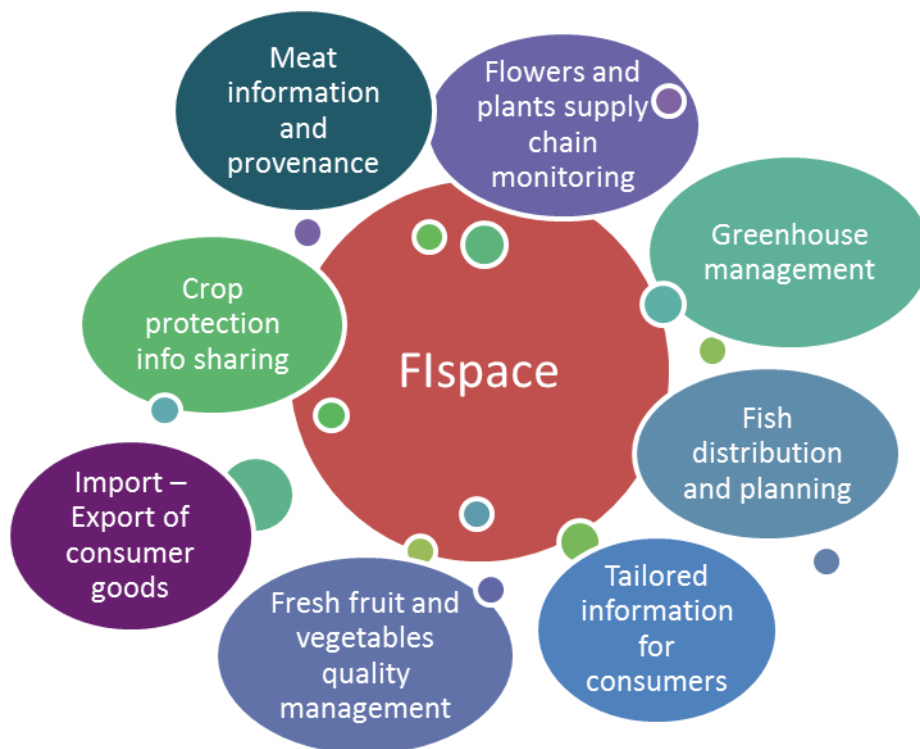 Meat
information
and
provenance
Flowers and
plants supply
chain
monitoring
Greenhouse
management
Crop
protection
info sharing
FIspace
Fish
distribution
and planning
Import –
Export of
consumer
goods
Fresh fruit and
vegetables
quality
management
Tailored
information
for
consumers